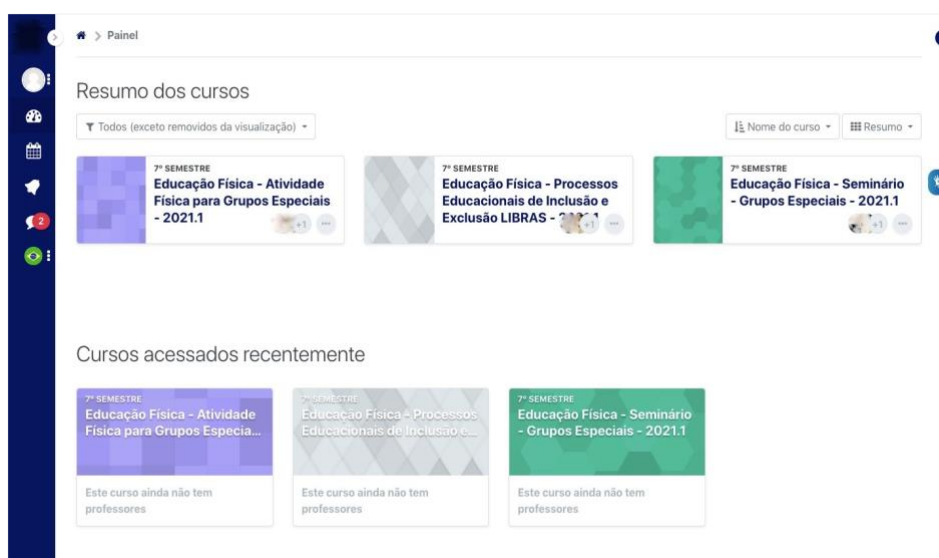 Painel
Resumo dos cursos
Todos (exceto removidos da visualização)
Nome do curso
Resumo
7º SEMESTRE
Educação Física - Atividade
Física para Grupos Especiais
- 2021.1
+1
7º SEMESTRE
Educação Física - Processos
Educacionais de Inclusão e
Exclusão LIBRAS -
+1
7º SEMESTRE
Educação Física - Seminário
- Grupos Especiais - 2021.1
+1
2
Cursos acessados recentemente
7º SEMESTRE
Educação Física - Atividade
Física para Grupos Especia...
Este curso ainda não tem
professores
7º SEMESTRE
Educação Física - Processos
Educacionais de Inclusão e...
Este curso ainda não tem
professores
7º SEMESTRE
Educação Física - Seminário
- Grupos Especiais - 2021.1
Este curso ainda não tem
professores